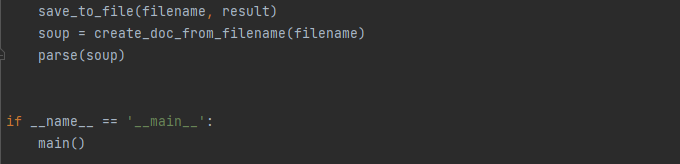 save_to_file(filename, result)
soup = create_doc_from_filename(filename)
parse(soup)
if __name__ == '__main__':
main()